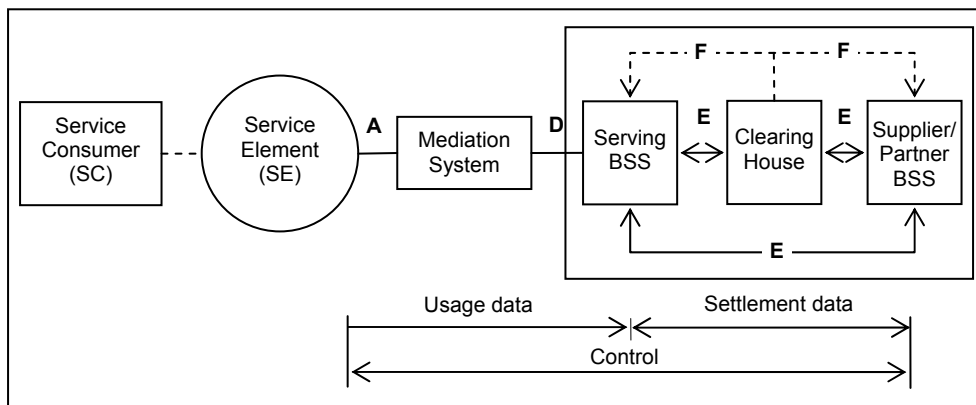 F F
Service
Consumer
(SC)
Service
Element
(SE)
A
Mediation
System
D
Serving
BSS
E
Clearing
House
E
Supplier/
Partner
BSS
E
Usage data
Settlement data
Control